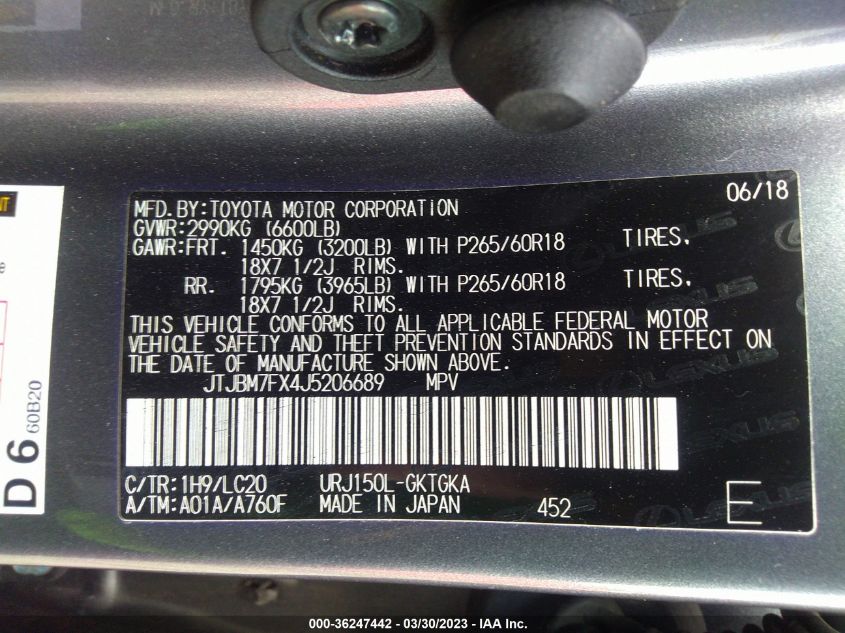 MFD.BY:TOYOTA MOTOR CORPORATION 06/18
GVWR:2990KG (6600LB)
GAWR:FRT. 1450KG (3200LB) WITH P265/60R18 TIRES,
18X7 1/2J RIMS.
RR. 1795KG (3965LB) WITH P265/60R18 TIRES,
18X7 1/2J RIMS.
THIS VEHICLE CONFORMS TO ALL APPLICABLE FEDERAL MOTOR
VEHICLE SAFETY AND THEFT PREVENTION STANDARDS IN EFFECT ON
THE DATE OF MANUFACTURE SHOWN ABOVE.
JTJBM7FX4J5206689 MPV
C/TR:1H9/LC20 URJ150L-GKTGKA
A/TM:A01A/A760F MADE IN JAPAN 452 E
LEXUS
LEXUS
LEXUS
D 6 60B20
000-36247442 - 03/30/2023 - IAA Inc.